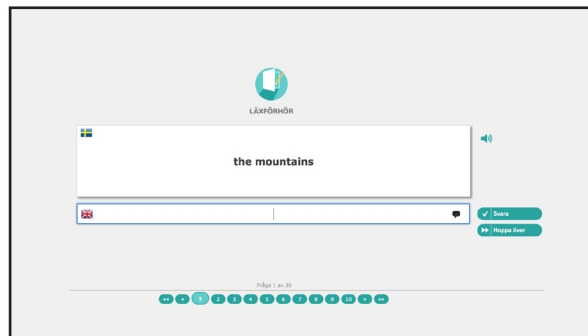 LÄXFÖRHÖR
the mountains
Svara
Hoppa över
Fråga 1 av 30
<< < 1 2 3 4 5 6 7 8 9 10 > >>